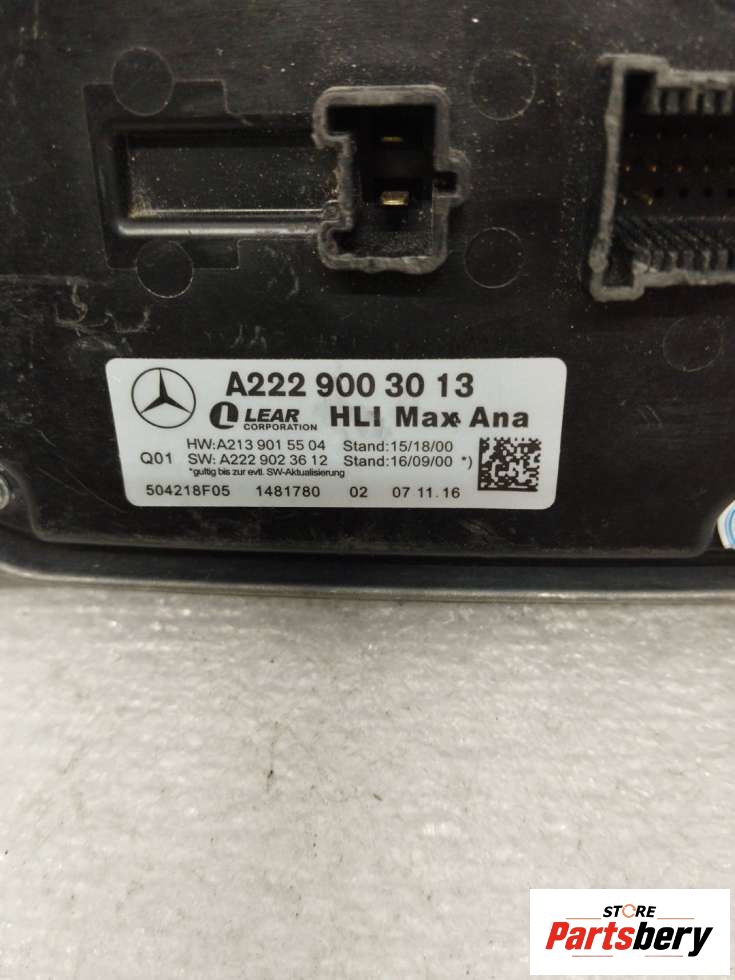 A222 900 30 13
LEAR CORPORATION HLI Max Ana
HW:A213 901 55 04 Stand:15/18/00
Q01 SW: A222 902 36 12 Stand:16/09/00 *)
*gultig bis zur evtl. SW-Aktualisierung
504218F05 1481780 02 07 11. 16
STORE
Partsbery